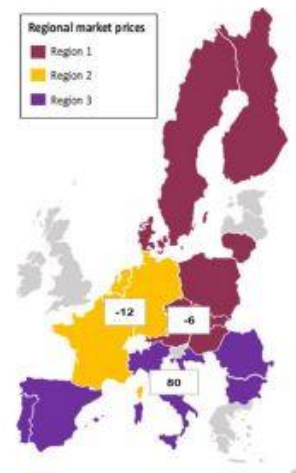 Regional market prices
Region 1
Region 2
Region 3
-12
-6
80